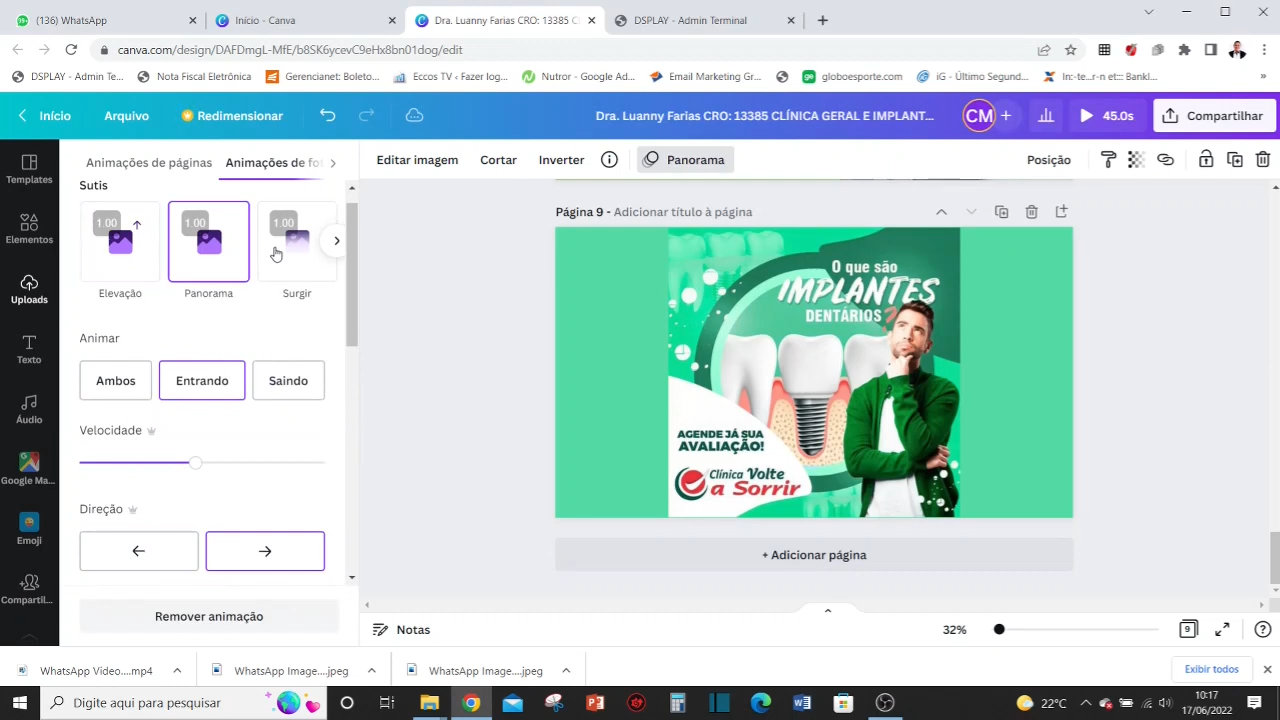 (136) WhatsApp
Início - Canva
Dra. Luanny Farias CRO: 13385 C
DSPLAY - Admin Terminal
canva.com/design/DAFDmgL-MfE/b8SK6ycevC9eHx8bn01dog/edit
DSPLAY - Admin Te...
Nota Fiscal Eletrônica
Gerencianet: Boleto...
Eccos TV ‹ Fazer log...
Nutror - Google Ad...
Email Marketing Gr...
globoesporte.com
iG - Último Segund...
»
Início
Arquivo
Redimensionar
Dra. Luanny Farias CRO: 13385 CLÍNICA GERAL E IMPLANT...
CM
45.0s
Compartilhar
Templates
Elementos
Uploads
Texto
Áudio
Google Ma...
Emoji
Compartil...
Animações de páginas
Animações de fot
Sutis
1.00
1.00
1.00
Elevação
Panorama
Surgir
Animar
Ambos
Entrando
Saindo
Velocidade
Direção
Remover animação
Editar imagem
Cortar
Inverter
Panorama
Posição
Página 9 - Adicionar título à página
O que são
IMPLANTES
DENTÁRIOS?
AGENDE JÁ SUA
AVALIAÇÃO!
Clínica Volte
a Sorrir
+ Adicionar página
Notas
32%
9
WhatsApp Video....mp4
WhatsApp Image....jpeg
WhatsApp Image....jpeg
Exibir todos
Digite aqui para pesquisar
22°C
10:17
17/06/2022